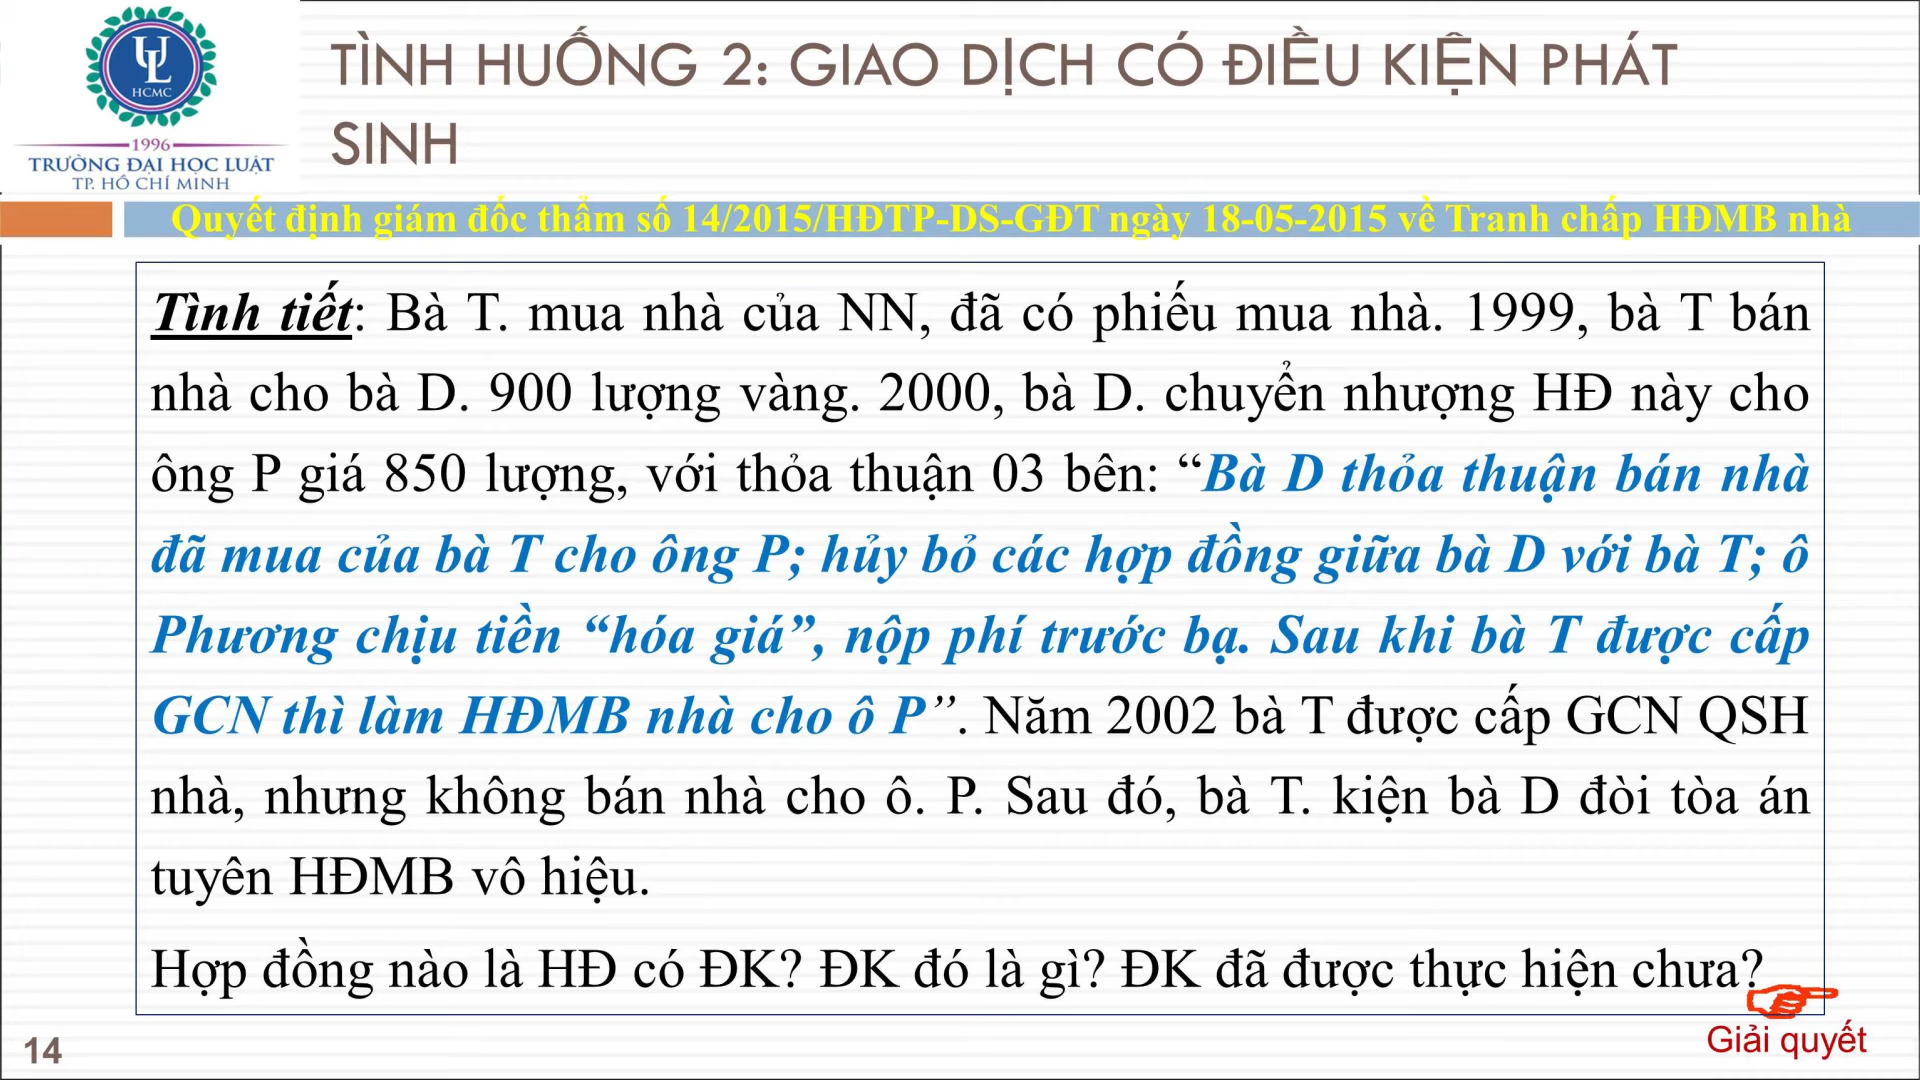 UL
HCMC
1996
TRƯỜNG ĐẠI HỌC LUẬT
TP. HỒ CHÍ MINH
TÌNH HUỐNG 2: GIAO DỊCH CÓ ĐIỀU KIỆN PHÁT
SINH
Quyết định giám đốc thẩm số 14/2015/HĐTP-DS-GĐT ngày 18-05-2015 về Tranh chấp HĐMB nhà
Tình tiết: Bà T. mua nhà của NN, đã có phiếu mua nhà. 1999, bà T bán
nhà cho bà D. 900 lượng vàng. 2000, bà D. chuyển nhượng HĐ này cho
ông P giá 850 lượng, với thỏa thuận 03 bên: “Bà D thỏa thuận bán nhà
đã mua của bà T cho ông P; hủy bỏ các hợp đồng giữa bà D với bà T; ô
Phương chịu tiền “hóa giá”, nộp phí trước bạ. Sau khi bà T được cấp
GCN thì làm HĐMB nhà cho ô P”. Năm 2002 bà T được cấp GCN QSH
nhà, nhưng không bán nhà cho ô. P. Sau đó, bà T. kiện bà D đòi tòa án
tuyên HĐMB vô hiệu.
Hợp đồng nào là HĐ có ĐK? ĐK đó là gì? ĐK đã được thực hiện chưa?
Giải quyết
14